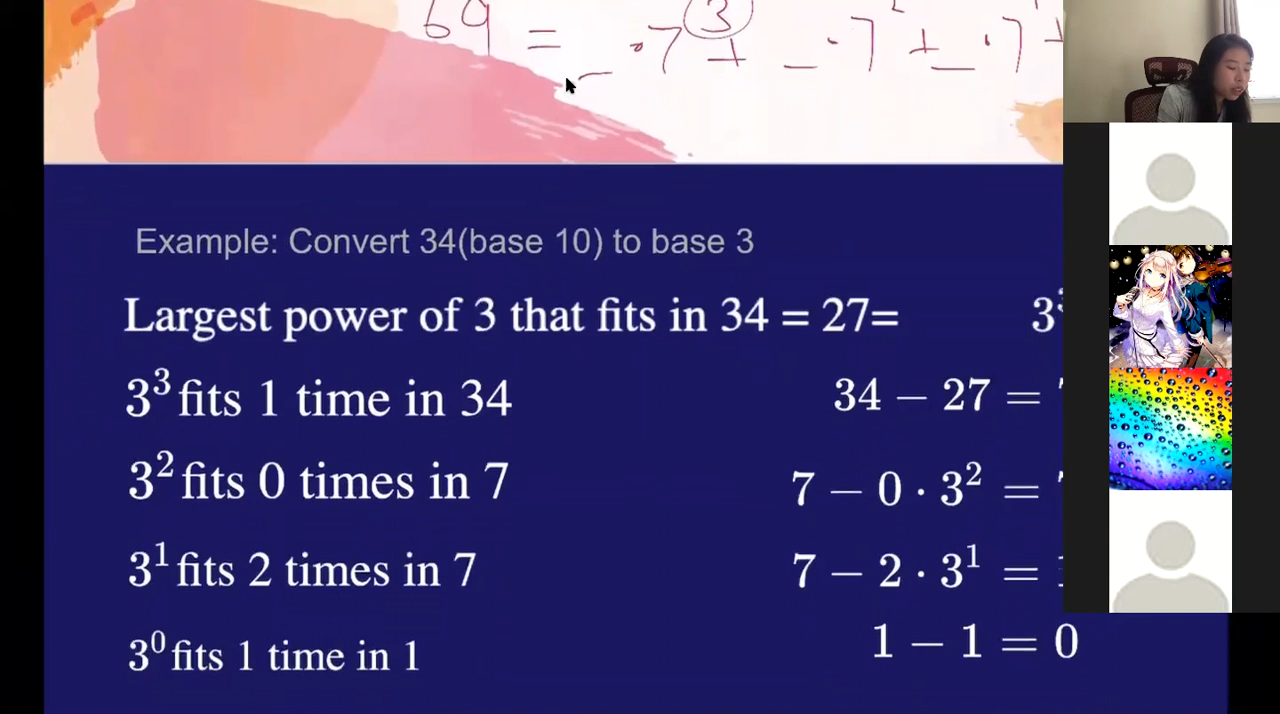 69 = _ · 7³ + _ · 7 + _ · 7
Example: Convert 34(base 10) to base 3
Largest power of 3 that fits in 34 = 27= 3
3³ fits 1 time in 34 34 − 27 =
3² fits 0 times in 7 7 − 0 · 3² =
3¹ fits 2 times in 7 7 − 2 · 3¹ =
3⁰ fits 1 time in 1 1 − 1 = 0